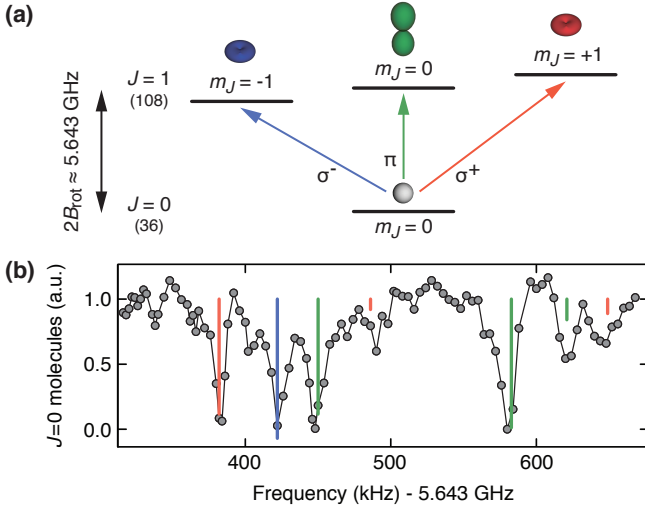 (a)
J = 1
(108)
m_J = -1
m_J = 0
m_J = +1
2B_rot ≈ 5.643 GHz
σ⁻
π
σ⁺
J = 0
(36)
m_J = 0
(b)
J=0 molecules (a.u.)
1.0
0.5
0.0
400
500
600
Frequency (kHz) - 5.643 GHz